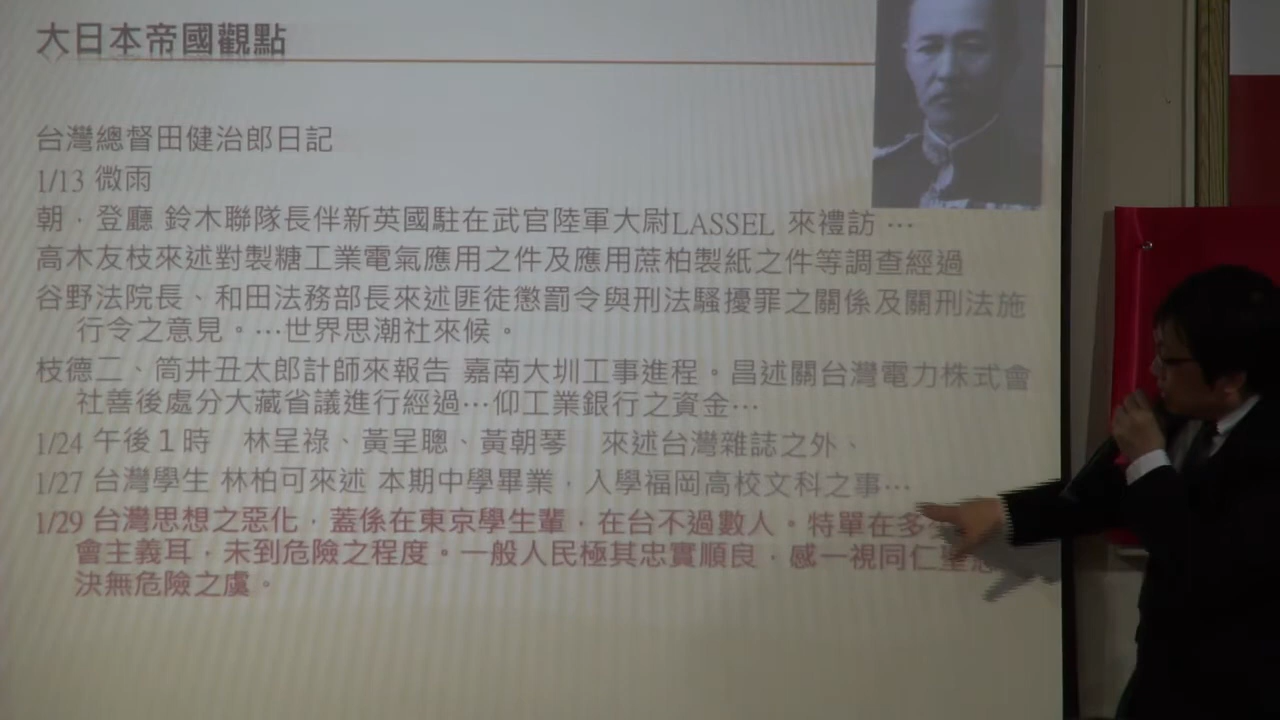 大日本帝國觀點
台灣總督田健治郎日記
1/13 微雨
朝，登廳 鈴木聯隊長伴新英國駐在武官陸軍大尉LASSEL 來禮訪 …
高木友枝來述對製糖工業電氣應用之件及應用蔗柏製紙之件等調查經過
谷野法院長、和田法務部長來述匪徒懲罰令與刑法騷擾罪之關係及關刑法施
行令之意見。…世界思潮社來候。
枝德二、筒井丑太郎計師來報告 嘉南大圳工事進程。昌述關台灣電力株式會
社善後處分大藏省議進行經過…仰工業銀行之資金…
1/24 午後１時 林呈祿、黃呈聰、黃朝琴 來述台灣雜誌之外、
1/27 台灣學生 林柏可來述 本期中學畢業，入學福岡高校文科之事…
1/29 台灣思想之惡化，蓋係在東京學生輩，在台不過數人。特單在多
會主義耳，未到危險之程度。一般人民極其忠實順良，感一視同仁聖
決無危險之虞。